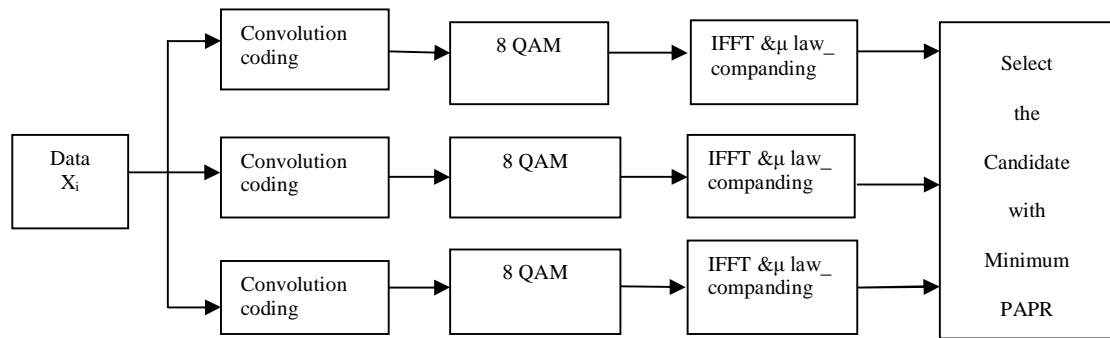 Convolution
coding
8 QAM
IFFT &μ law_
companding
Data
Xi
Convolution
coding
8 QAM
IFFT &μ law_
companding
Convolution
coding
8 QAM
IFFT &μ law_
companding
Select
the
Candidate
with
Minimum
PAPR